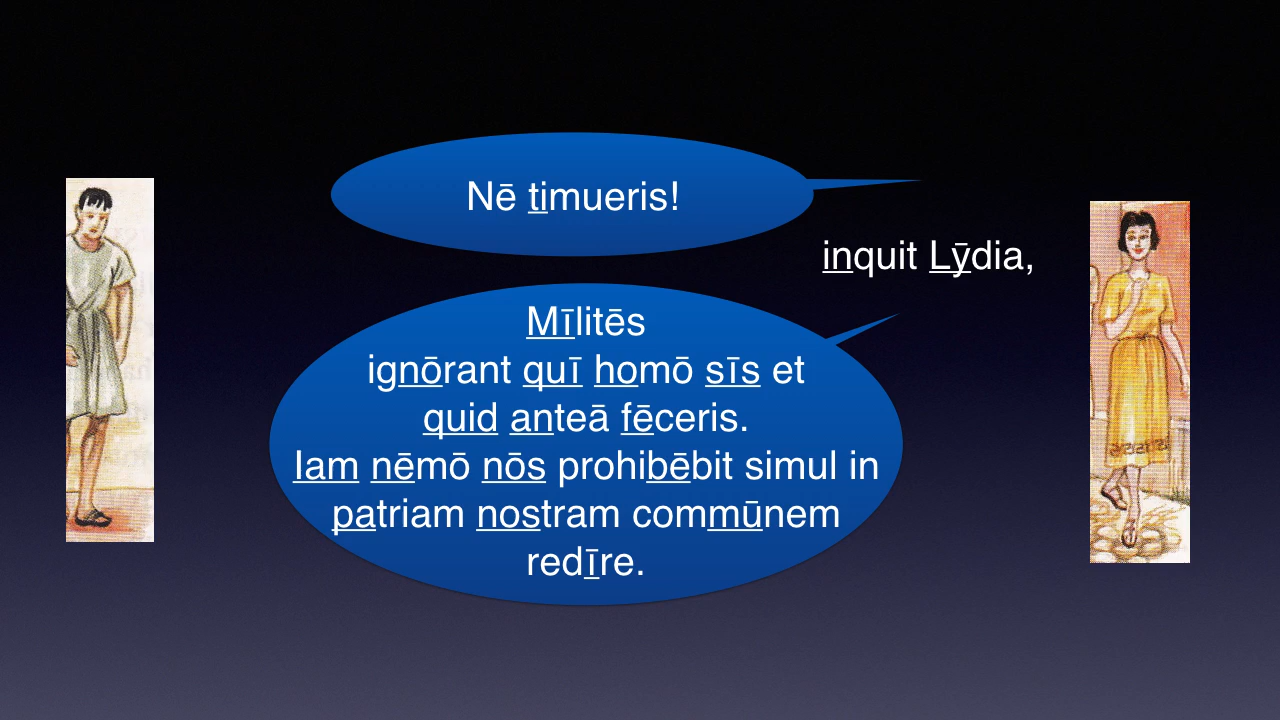 Nē timueris!
inquit Lȳdia,
Mīlitēs
ignōrant quī homō sīs et
quid anteā fēceris.
Iam nēmō nōs prohibēbit simul in
patriam nostram commūnem
redīre.